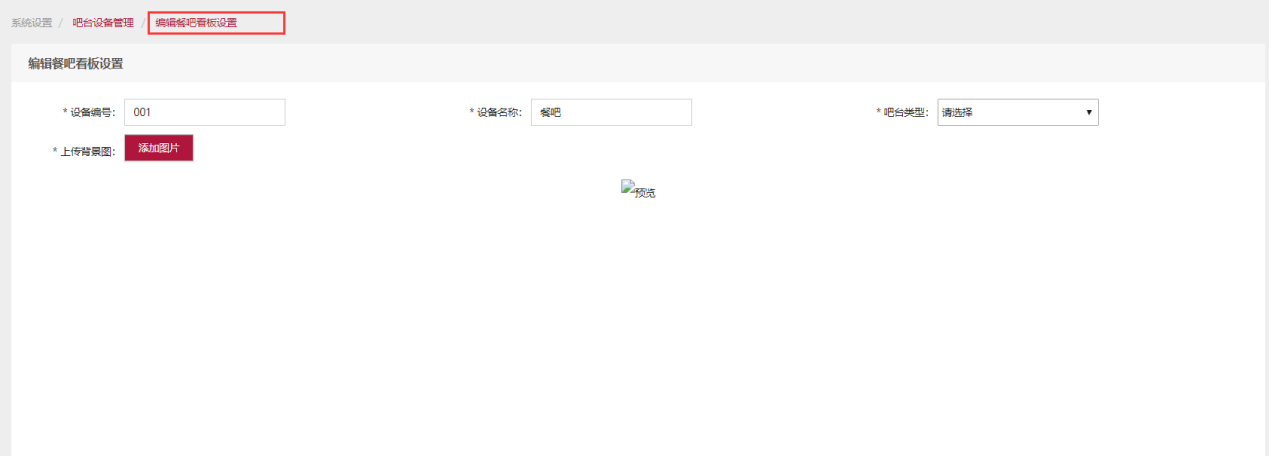 系统设置 / 吧台设备管理 / 编辑餐吧看板设置
编辑餐吧看板设置
* 设备编号： 001 * 设备名称： 餐吧 * 吧台类型： 请选择
* 上传背景图： 添加图片
预览